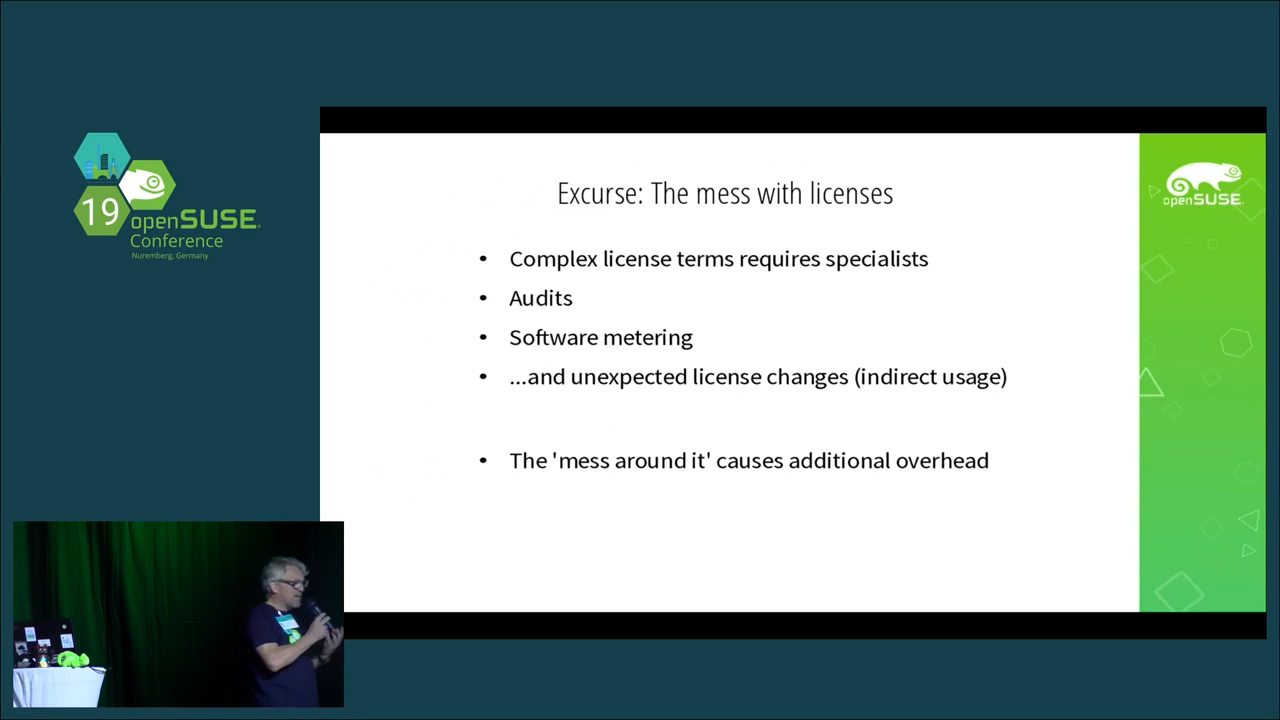 19
openSUSE
Conference
Nuremberg, Germany
Excurse: The mess with licenses
openSUSE
• Complex license terms requires specialists
• Audits
• Software metering
• ...and unexpected license changes (indirect usage)
• The 'mess around it' causes additional overhead